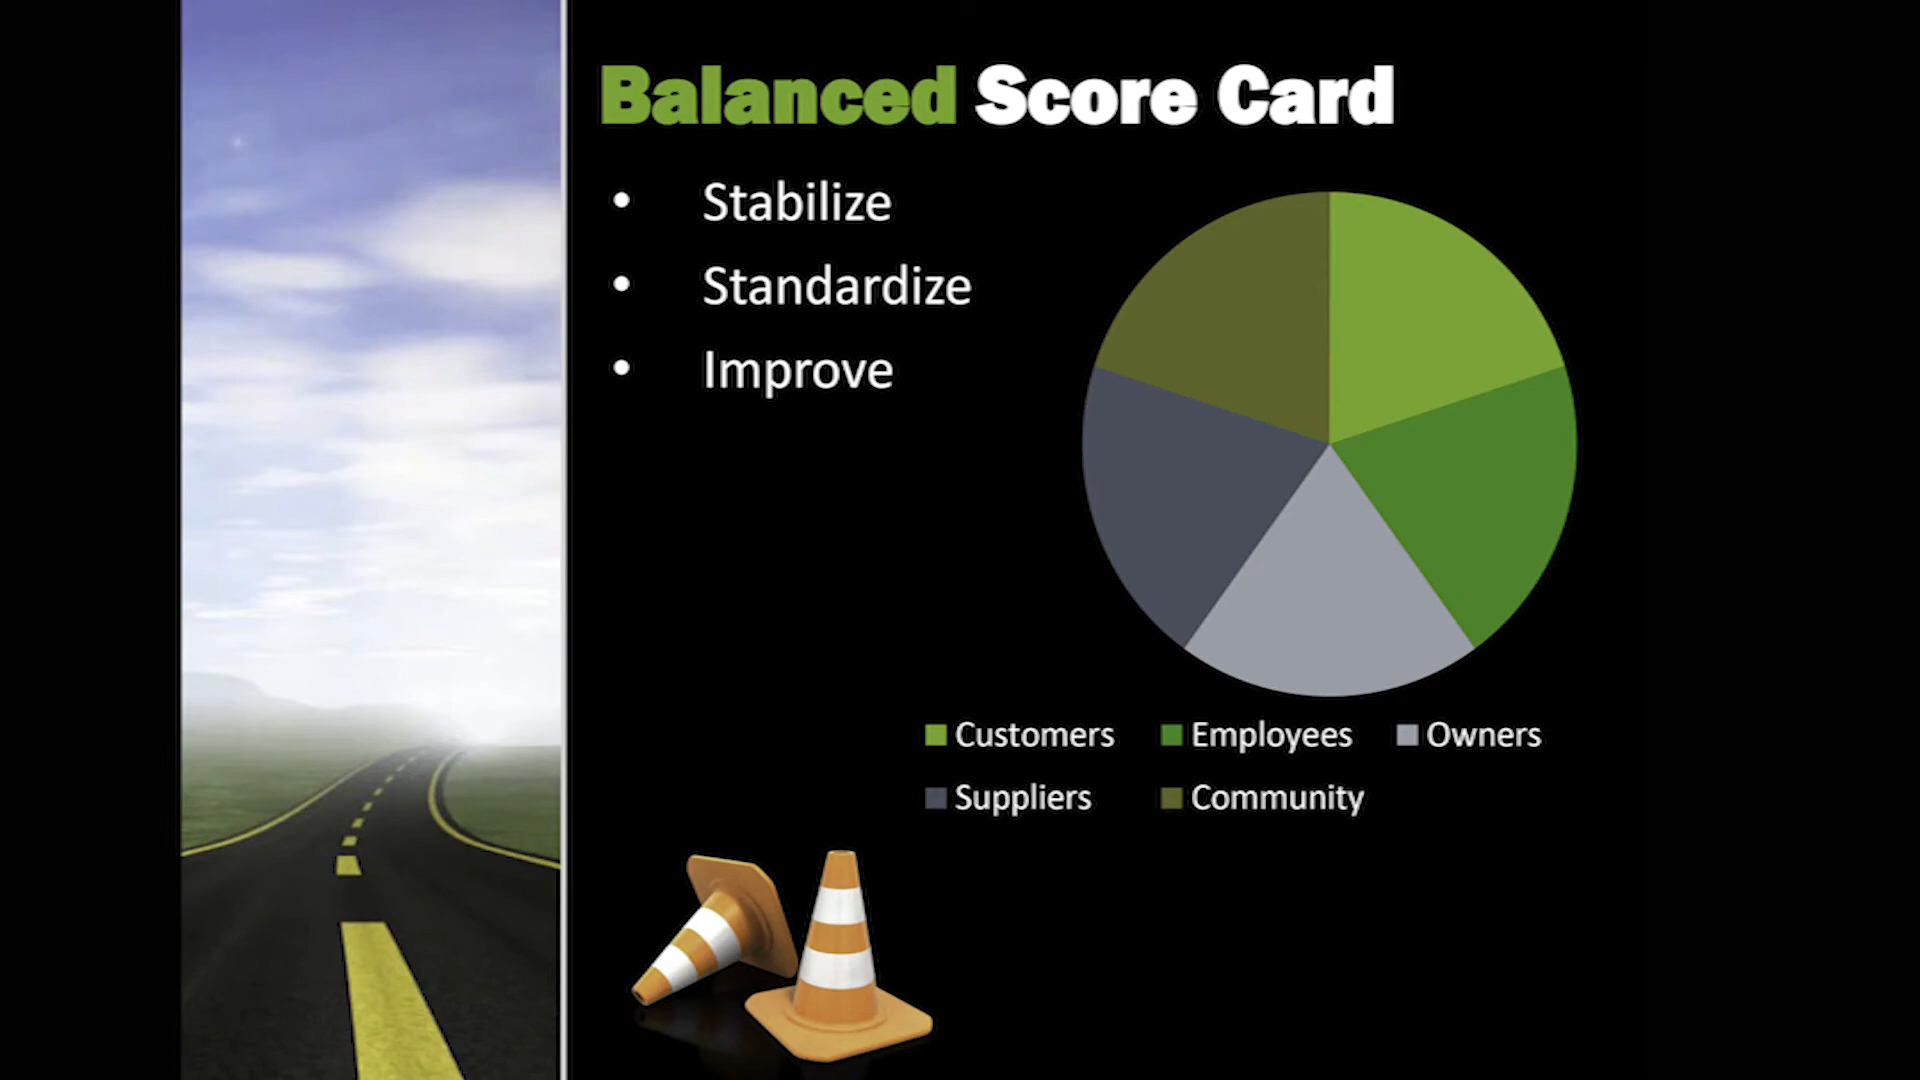 Balanced Score Card
• Stabilize
• Standardize
• Improve
Customers Employees Owners
Suppliers Community